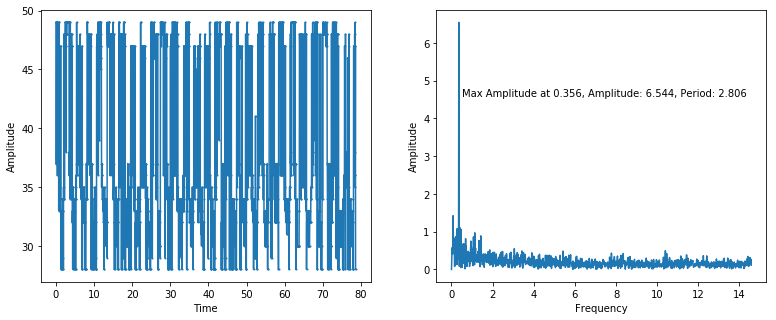 50
45
40
35
30
0 10 20 30 40 50 60 70 80
Time
Amplitude
6
5
4
3
2
1
0
0 2 4 6 8 10 12 14
Frequency
Amplitude
Max Amplitude at 0.356, Amplitude: 6.544, Period: 2.806